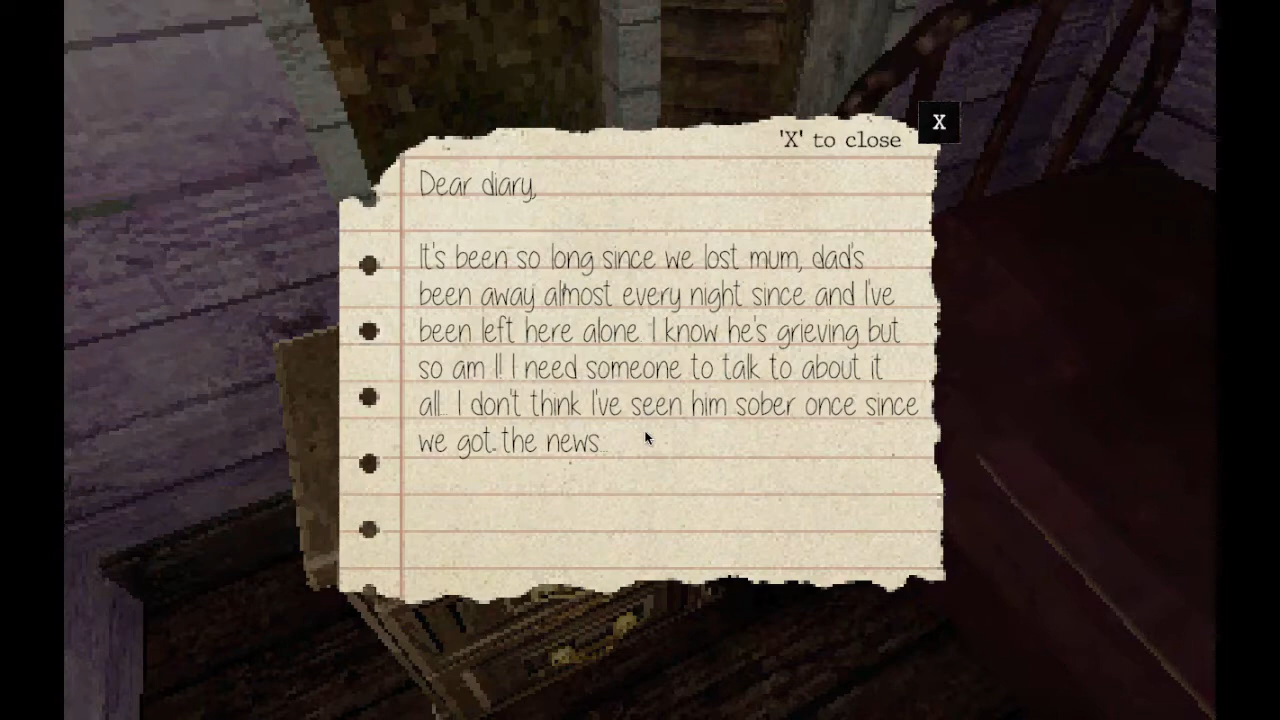 X
'X' to close
Dear diary,
It's been so long since we lost mum, dad's
been away almost every night since and I've
been left here alone. I know he's grieving but
so am I! I need someone to talk to about it
all... I don't think I've seen him sober once since
we got the news...